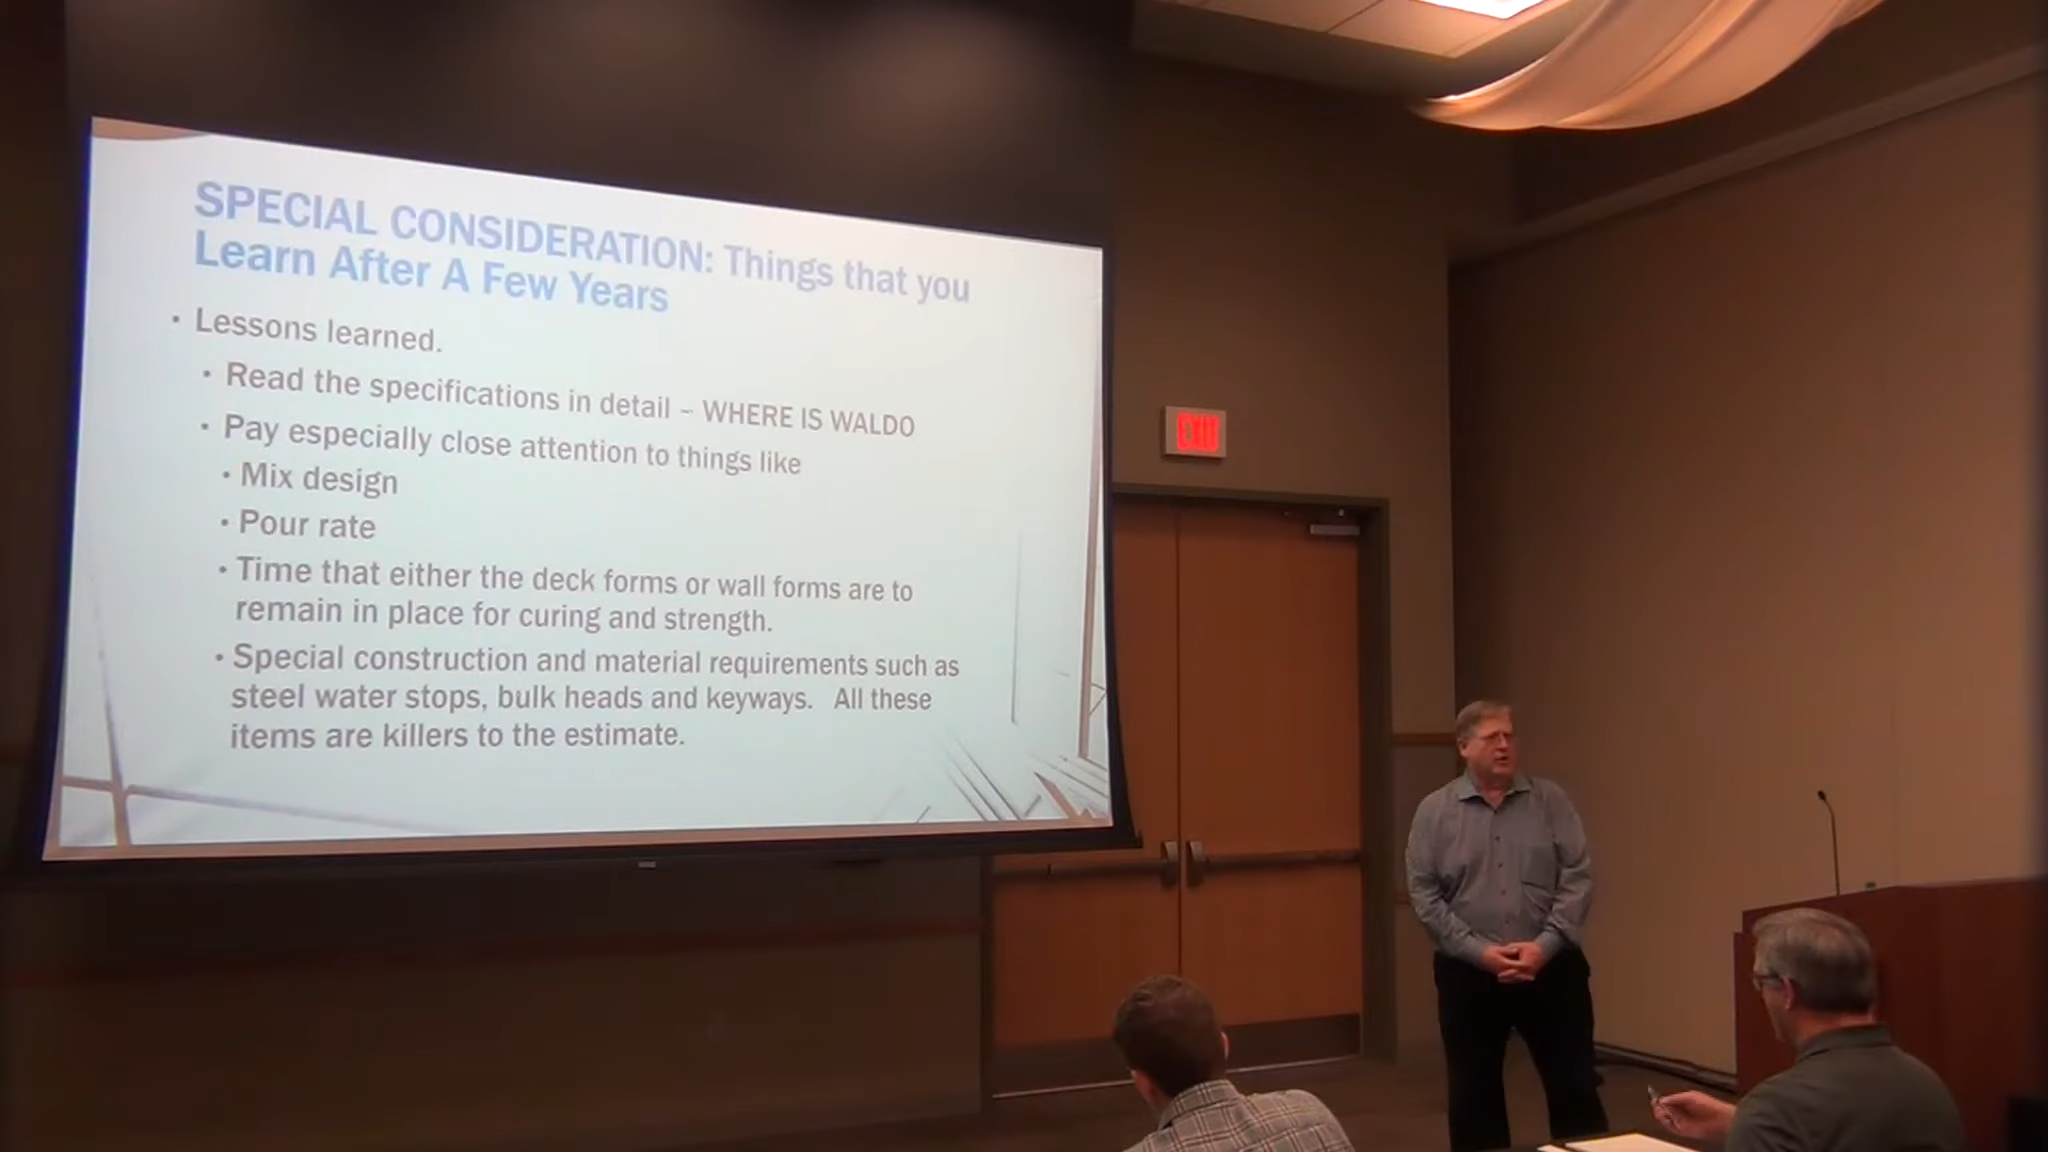 SPECIAL CONSIDERATION: Things that you
Learn After A Few Years
• Lessons learned.
• Read the specifications in detail – WHERE IS WALDO
• Pay especially close attention to things like
• Mix design
• Pour rate
• Time that either the deck forms or wall forms are to
remain in place for curing and strength.
• Special construction and material requirements such as
steel water stops, bulk heads and keyways. All these
items are killers to the estimate.
EXIT